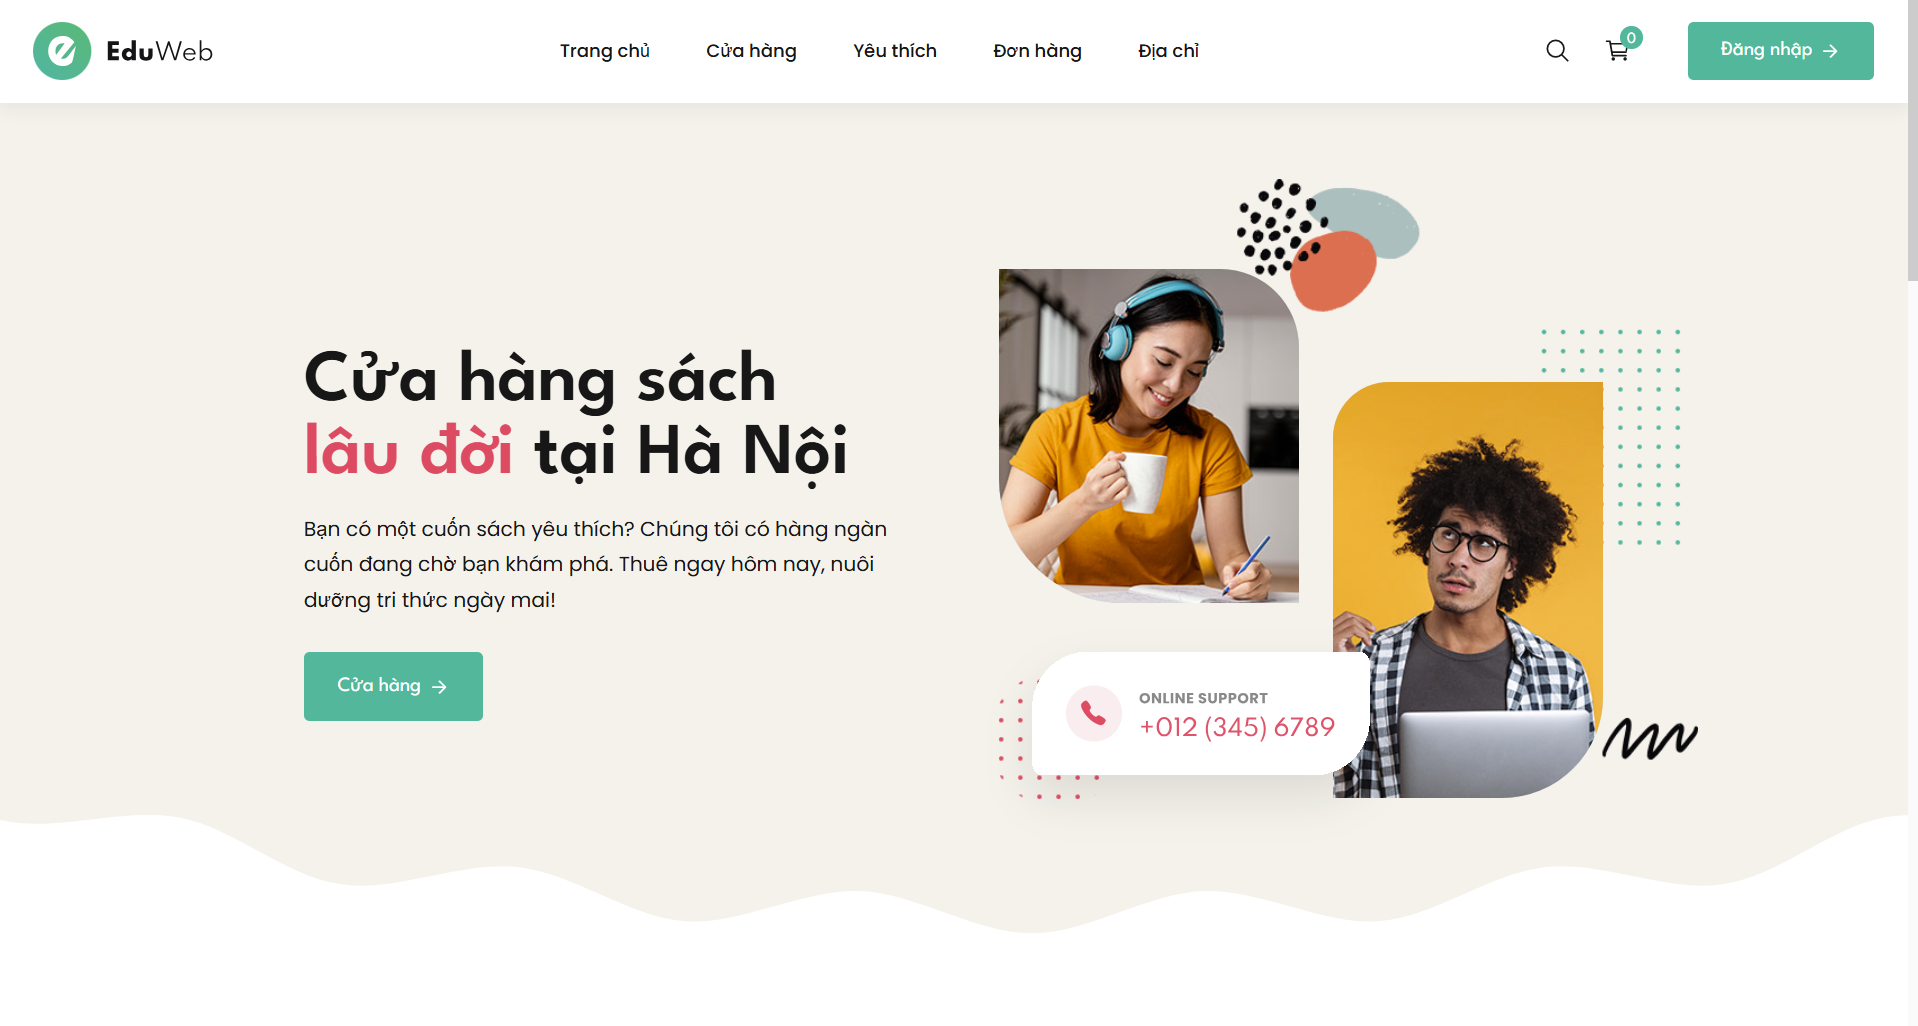 EduWeb
Trang chủ
Cửa hàng
Yêu thích
Đơn hàng
Địa chỉ
0
Đăng nhập →
Cửa hàng sách
lâu đời tại Hà Nội
Bạn có một cuốn sách yêu thích? Chúng tôi có hàng ngàn
cuốn đang chờ bạn khám phá. Thuê ngay hôm nay, nuôi
dưỡng tri thức ngày mai!
Cửa hàng →
ONLINE SUPPORT
+012 (345) 6789